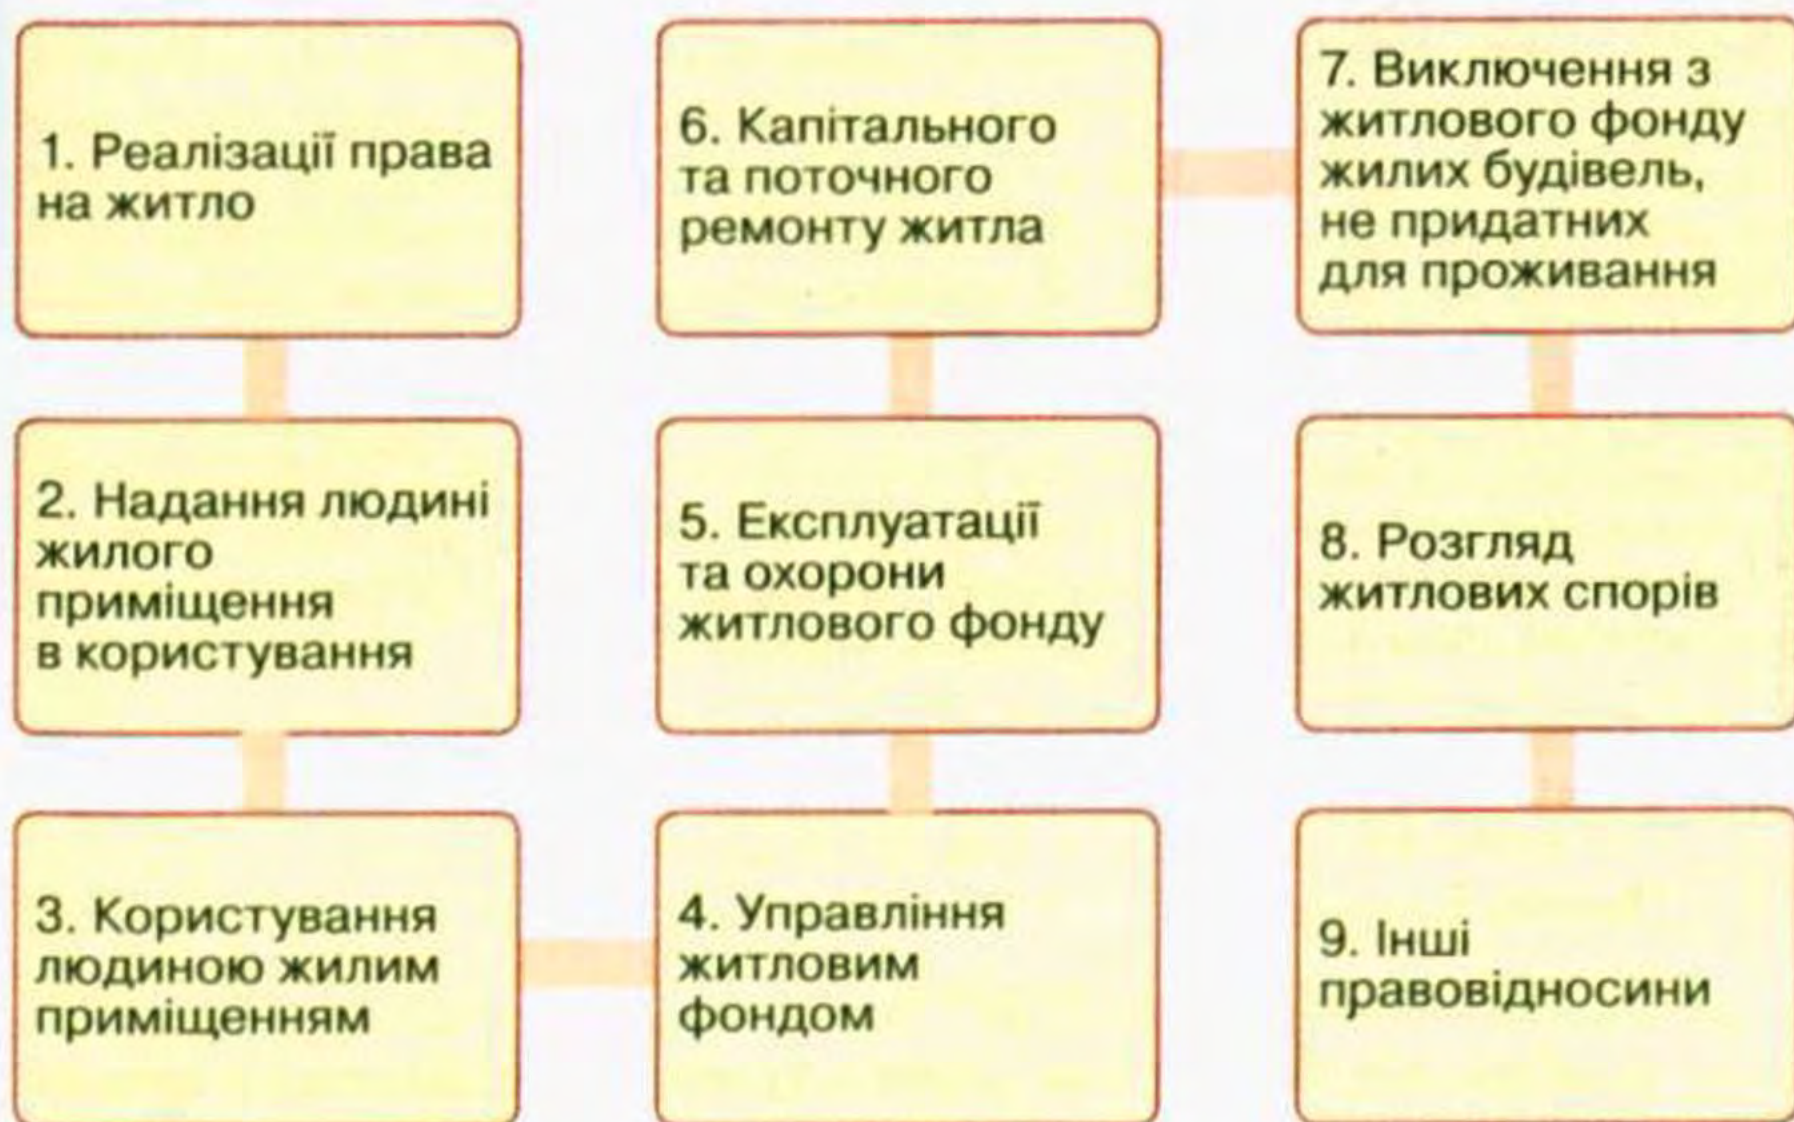 1. Реалізації права
на житло
2. Надання людині
жилого
приміщення
в користування
3. Користування
людиною жилим
приміщенням
4. Управління
житловим
фондом
5. Експлуатації
та охорони
житлового фонду
6. Капітального
та поточного
ремонту житла
7. Виключення з
житлового фонду
жилих будівель,
не придатних
для проживання
8. Розгляд
житлових спорів
9. Інші
правовідносини